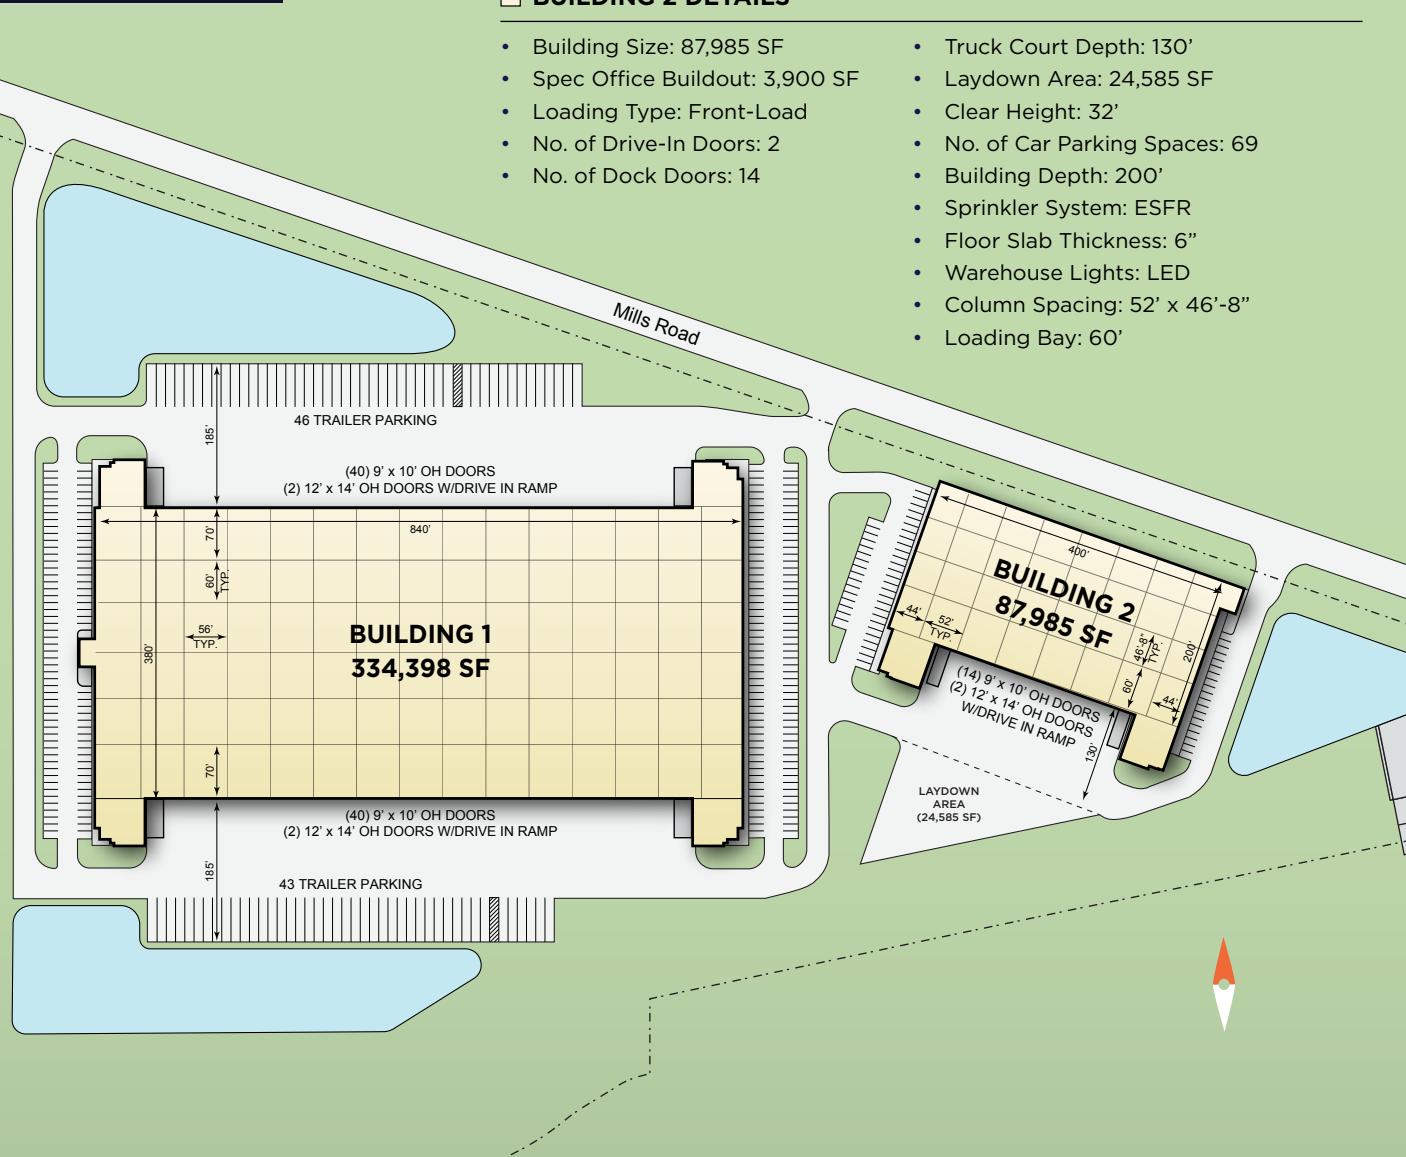 BUILDING 2 DETAILS
• Building Size: 87,985 SF
• Spec Office Buildout: 3,900 SF
• Loading Type: Front-Load
• No. of Drive-In Doors: 2
• No. of Dock Doors: 14
• Truck Court Depth: 130’
• Laydown Area: 24,585 SF
• Clear Height: 32’
• No. of Car Parking Spaces: 69
• Building Depth: 200’
• Sprinkler System: ESFR
• Floor Slab Thickness: 6”
• Warehouse Lights: LED
• Column Spacing: 52’ x 46’-8”
• Loading Bay: 60’
Mills Road
46 TRAILER PARKING
185'
(40) 9' x 10' OH DOORS
(2) 12' x 14' OH DOORS W/DRIVE IN RAMP
840'
70'
60'
TYP.
56'
TYP.
380'
BUILDING 1
334,398 SF
70'
(40) 9' x 10' OH DOORS
(2) 12' x 14' OH DOORS W/DRIVE IN RAMP
185'
43 TRAILER PARKING
400'
BUILDING 2
87,985 SF
44'
52'
TYP.
46'-8"
TYP.
200'
60'
44'
(14) 9' x 10' OH DOORS
(2) 12' x 14' OH DOORS
W/DRIVE IN RAMP
130'
LAYDOWN
AREA
(24,585 SF)